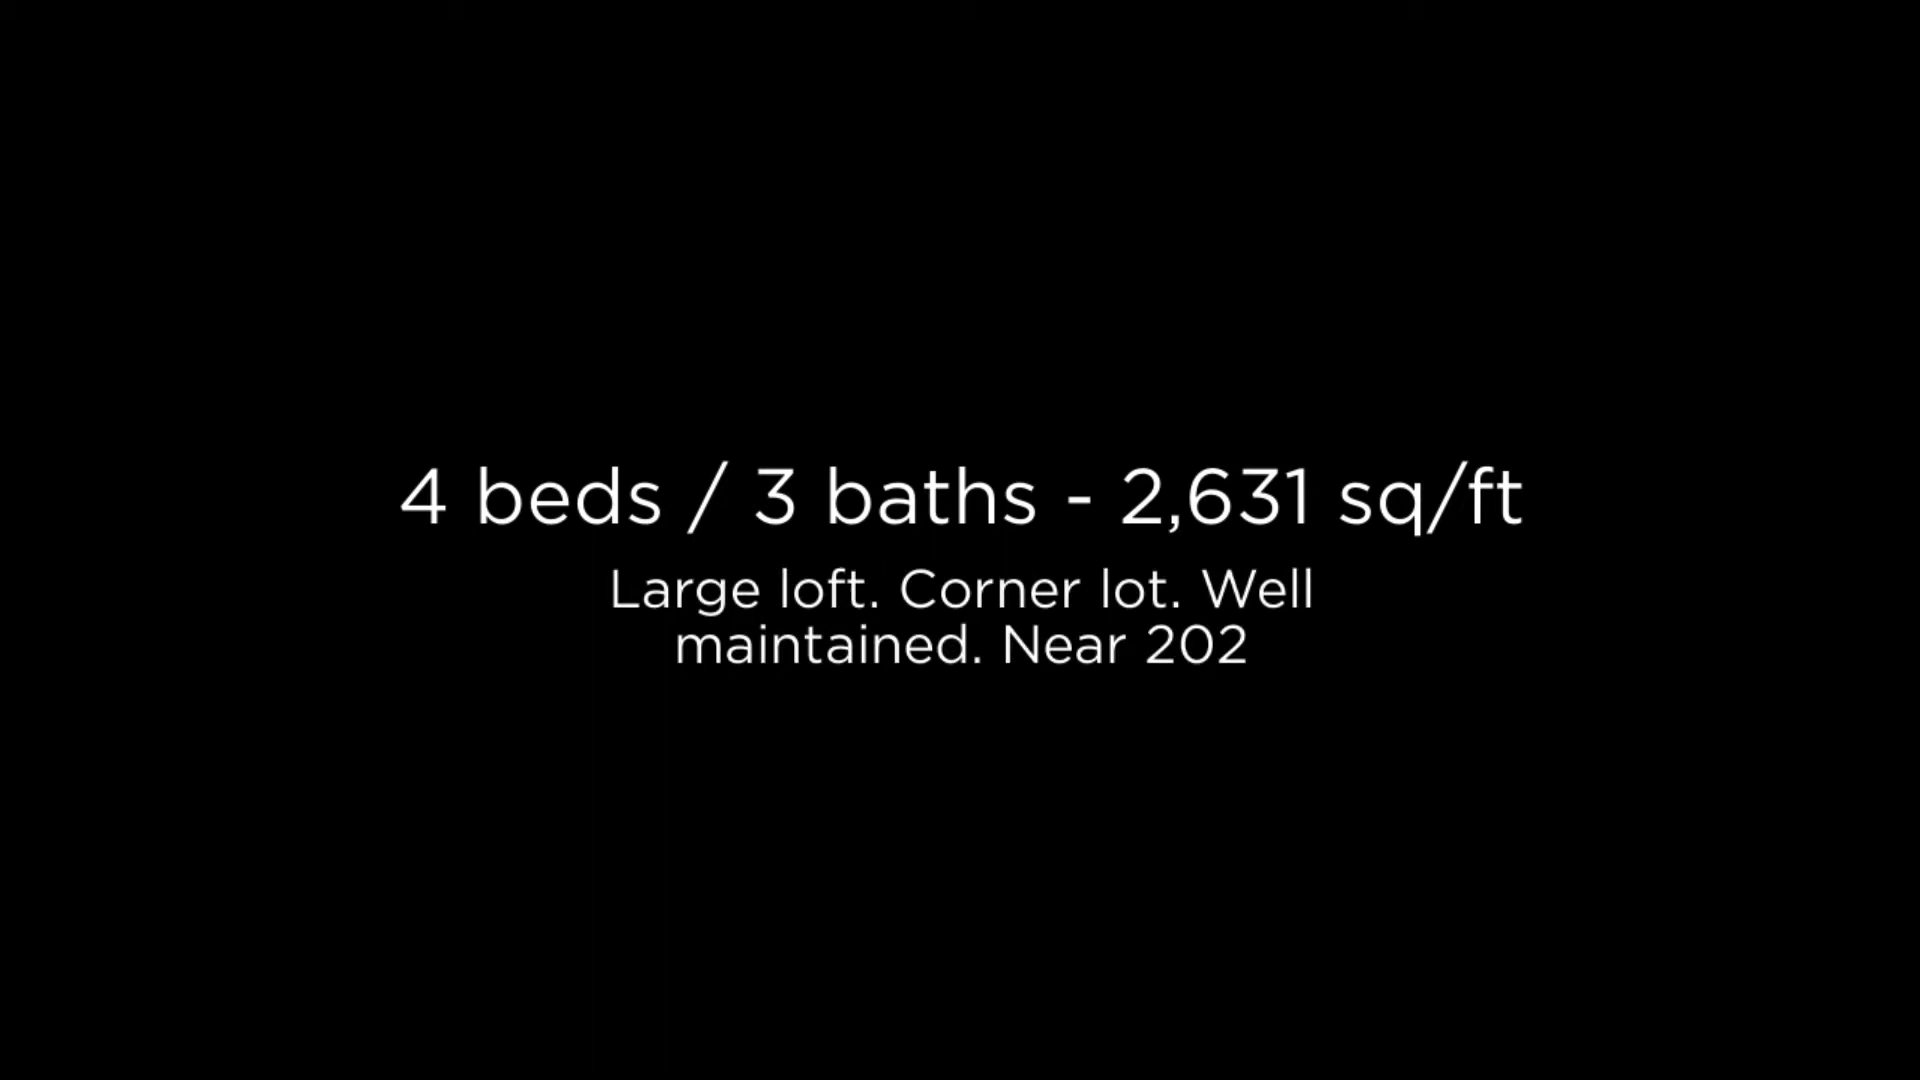 4 beds / 3 baths - 2,631 sq/ft
Large loft. Corner lot. Well
maintained. Near 202